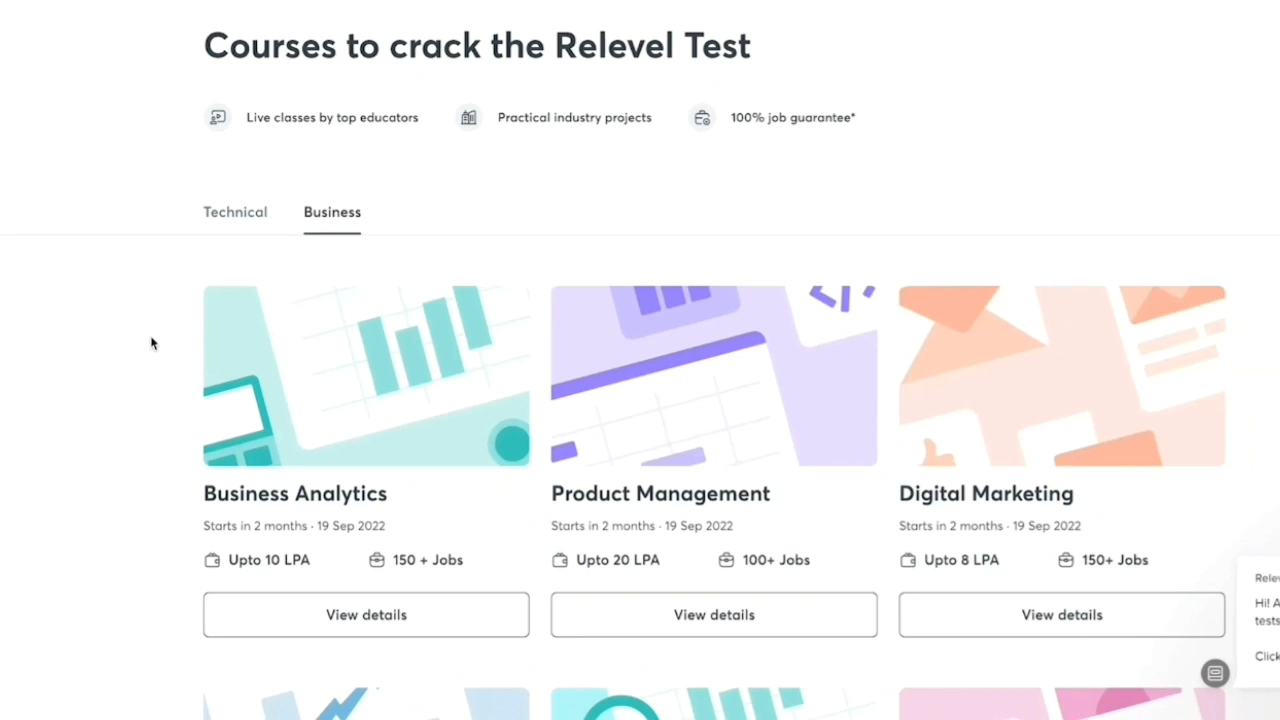 Courses to crack the Relevel Test
Live classes by top educators
Practical industry projects
100% job guarantee*
Technical
Business
Business Analytics
Starts in 2 months · 19 Sep 2022
Upto 10 LPA
150 + Jobs
View details
Product Management
Starts in 2 months · 19 Sep 2022
Upto 20 LPA
100+ Jobs
View details
Digital Marketing
Starts in 2 months · 19 Sep 2022
Upto 8 LPA
150+ Jobs
View details
Hi! A
tests